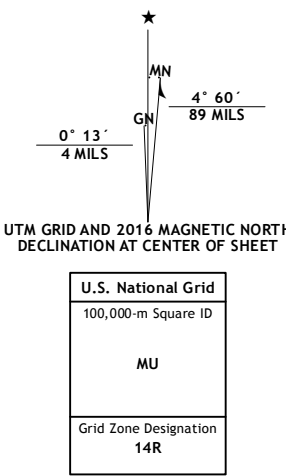 MN
GN
4° 60´
89 MILS
0° 13´
4 MILS
UTM GRID AND 2016 MAGNETIC NORTH
DECLINATION AT CENTER OF SHEET
U.S. National Grid
100,000-m Square ID
MU
Grid Zone Designation
14R